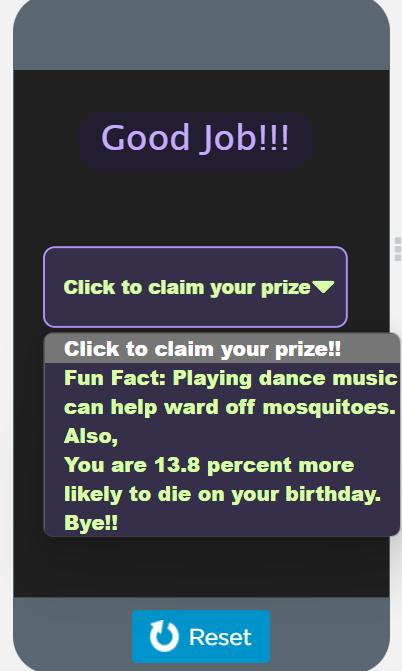 Good Job!!!
Click to claim your prize
Click to claim your prize!!
Fun Fact: Playing dance music
can help ward off mosquitoes.
Also,
You are 13.8 percent more
likely to die on your birthday.
Bye!!
Reset